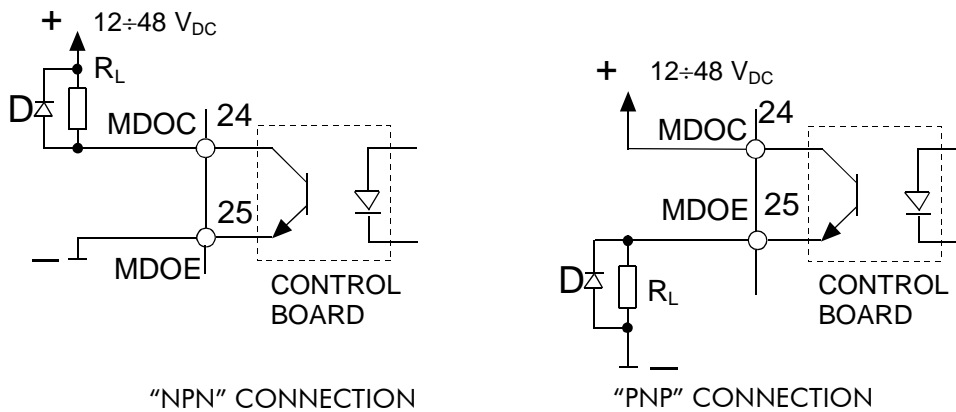 + 12÷48 VDC
RL
D
MDOC 24
25
—
MDOE
CONTROL
BOARD
"NPN" CONNECTION
+ 12÷48 VDC
MDOC 24
MDOE 25
D
RL
—
CONTROL
BOARD
"PNP" CONNECTION